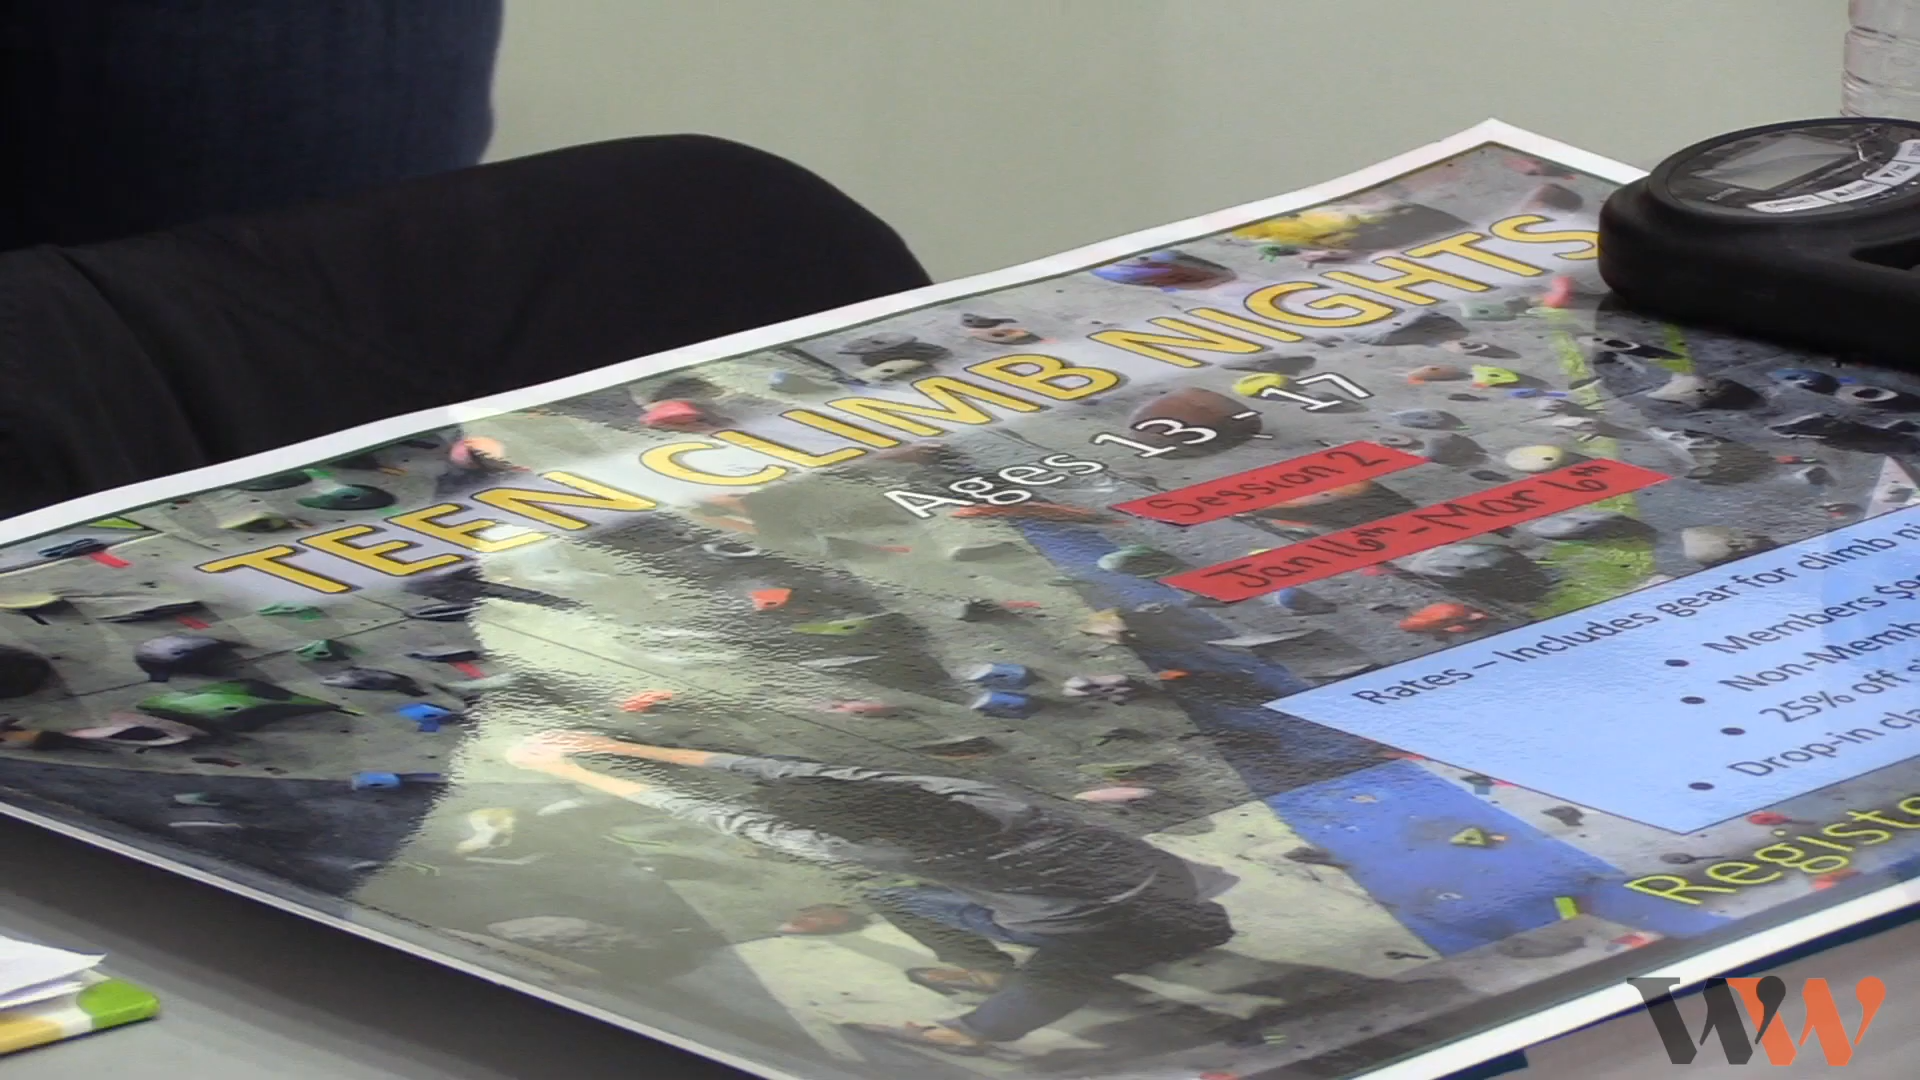 TEEN CLIMB NIGHTS
Ages 13 - 17
Session 2
Jan 16th - Mar 6th
Rates – Includes gear for climb
Members
Non-Memb
25% off
Drop-in
Registe
WW